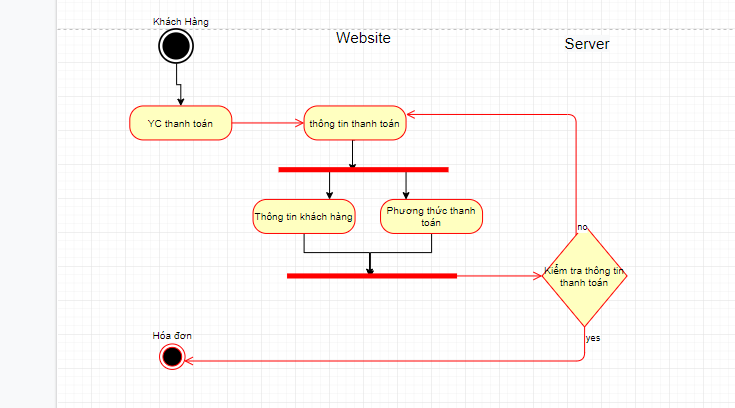 Khách Hàng
Website
Server
YC thanh toán
thông tin thanh toán
Thông tin khách hàng
Phương thức thanh
toán
no
Kiểm tra thông tin
thanh toán
yes
Hóa đơn